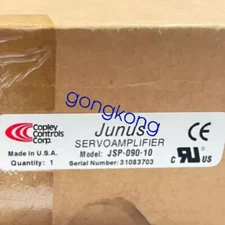 gongkong
Copley
Controls
Corp.
Junus
SERVOAMPLIFIER
Made in U.S.A.
Model: JSP-090-10
Quantity: 1
Serial Number: 31083703
CE
c RU US